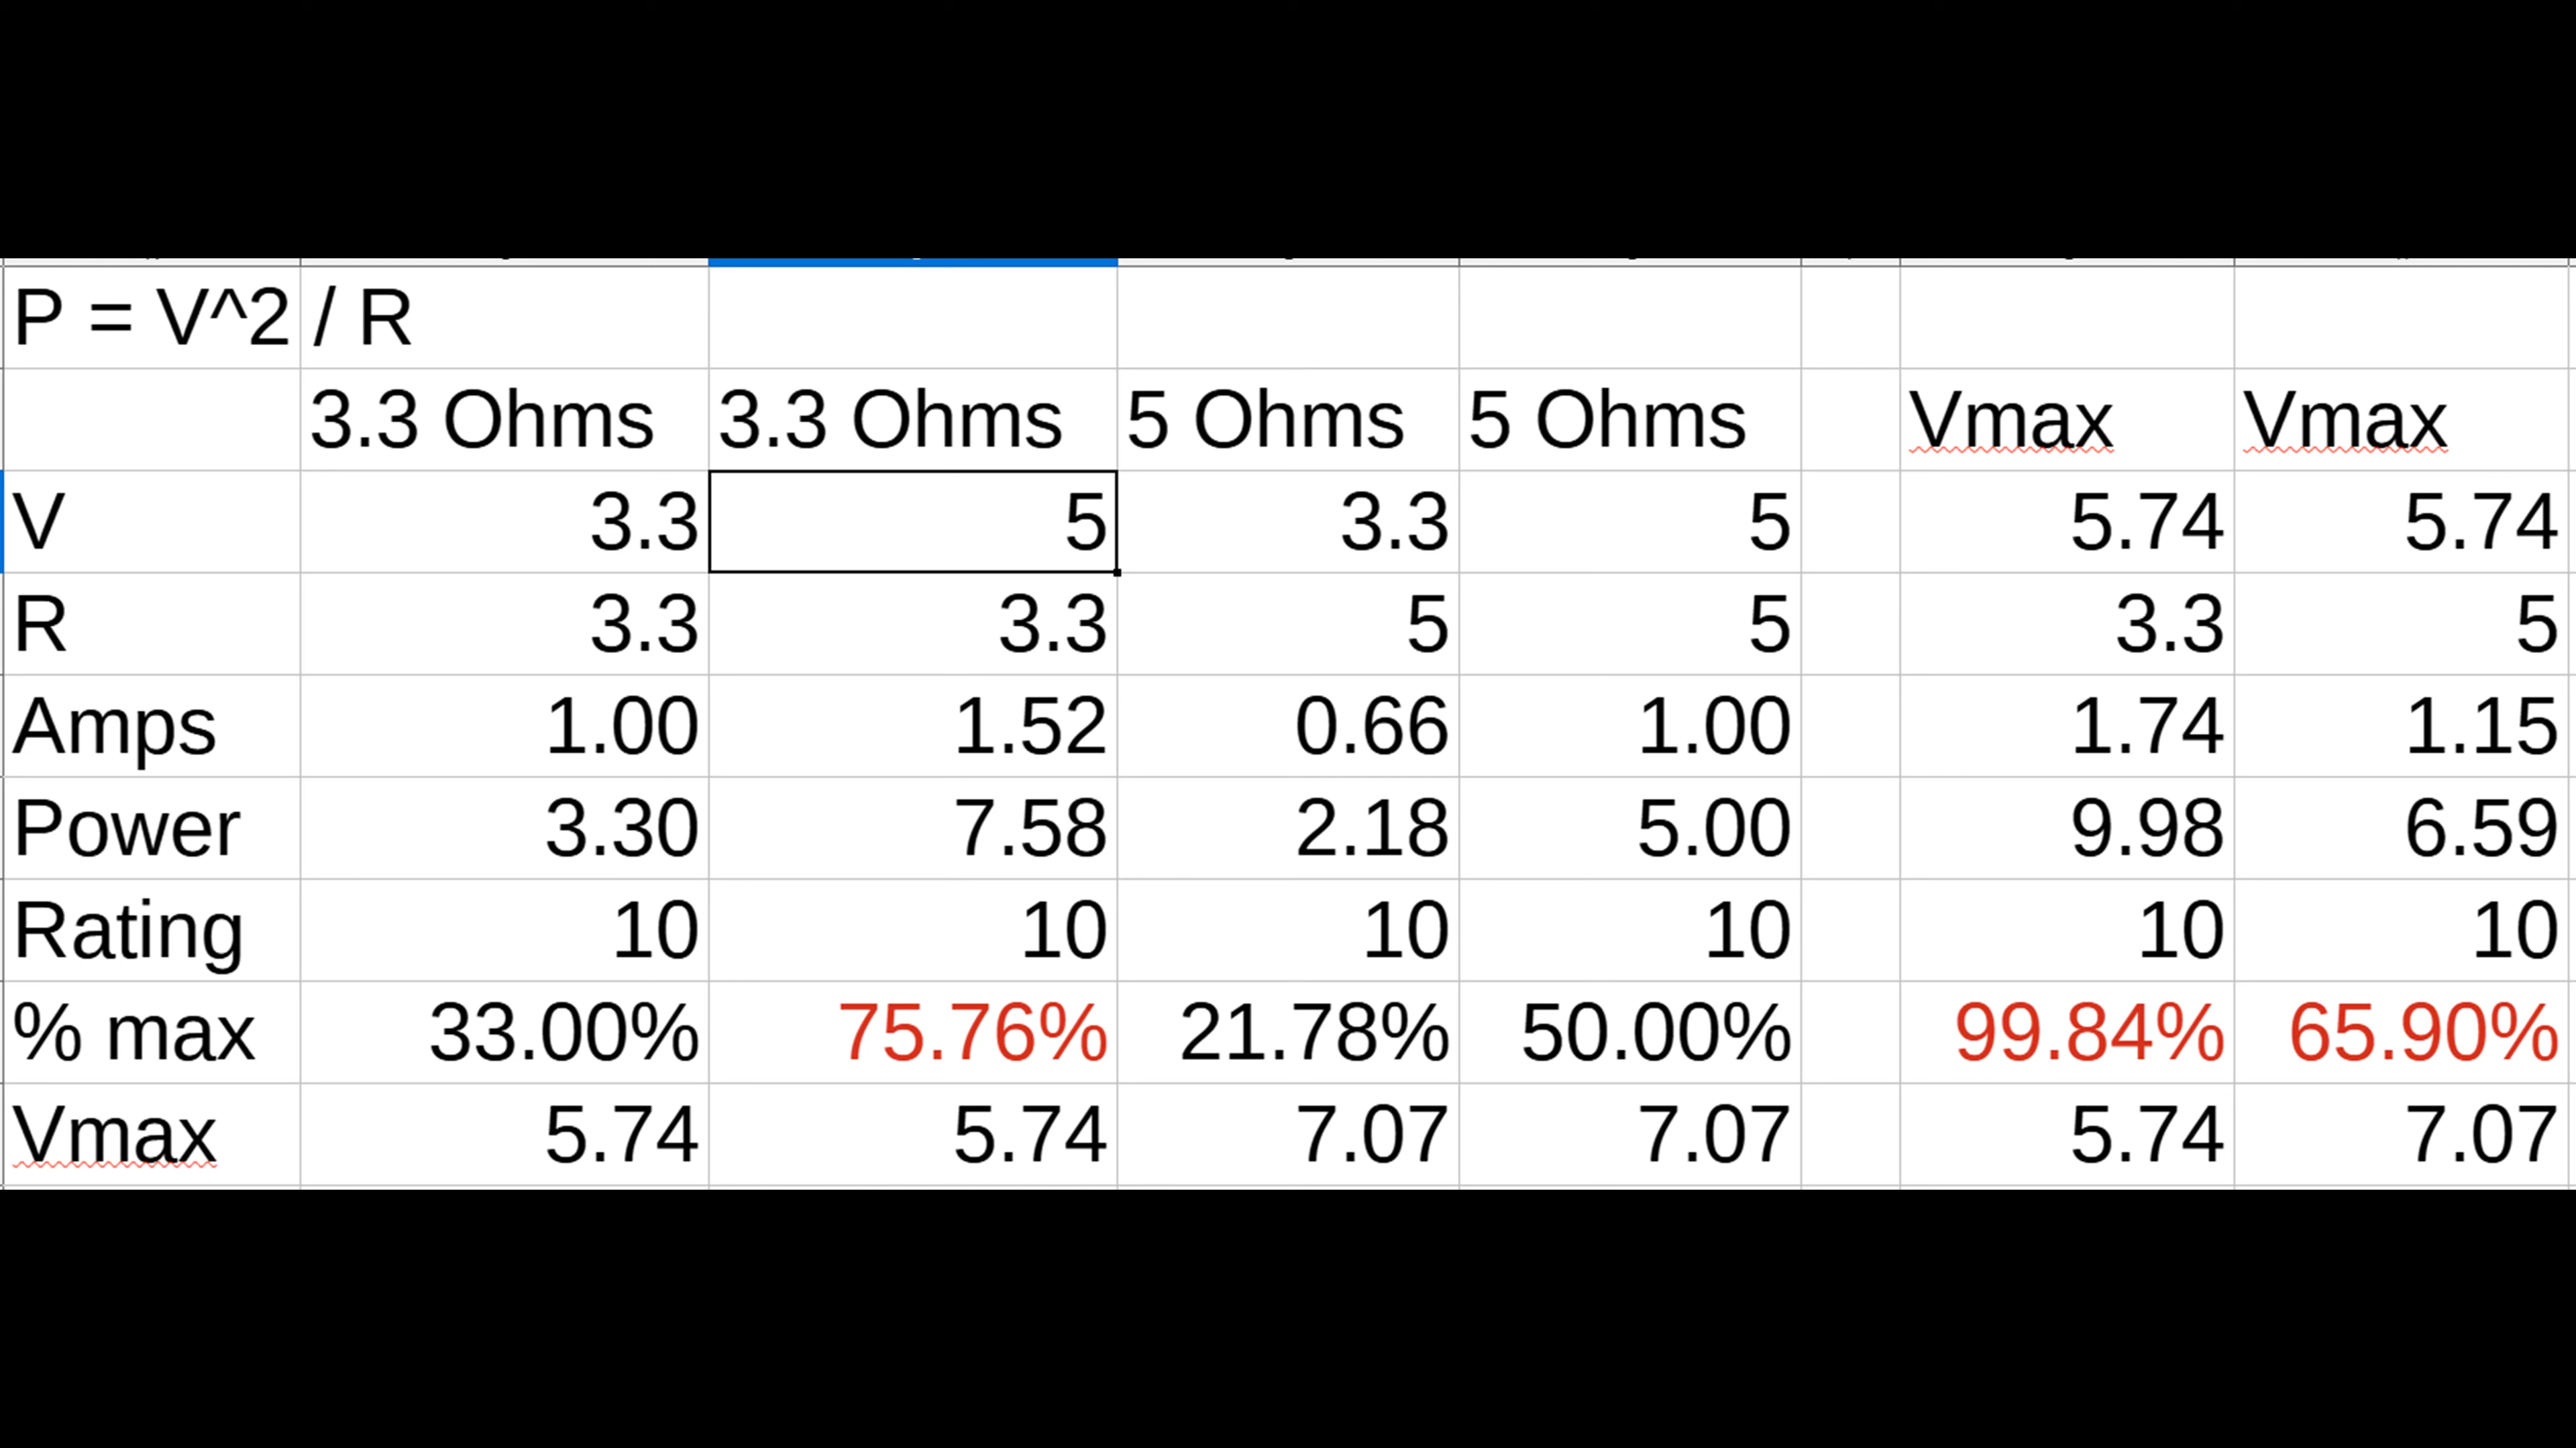 P = V^2 / R
3.3 Ohms 3.3 Ohms 5 Ohms 5 Ohms Vmax Vmax
V 3.3 5 3.3 5 5.74 5.74
R 3.3 3.3 5 5 3.3 5
Amps 1.00 1.52 0.66 1.00 1.74 1.15
Power 3.30 7.58 2.18 5.00 9.98 6.59
Rating 10 10 10 10 10 10
% max 33.00% 75.76% 21.78% 50.00% 99.84% 65.90%
Vmax 5.74 5.74 7.07 7.07 5.74 7.07